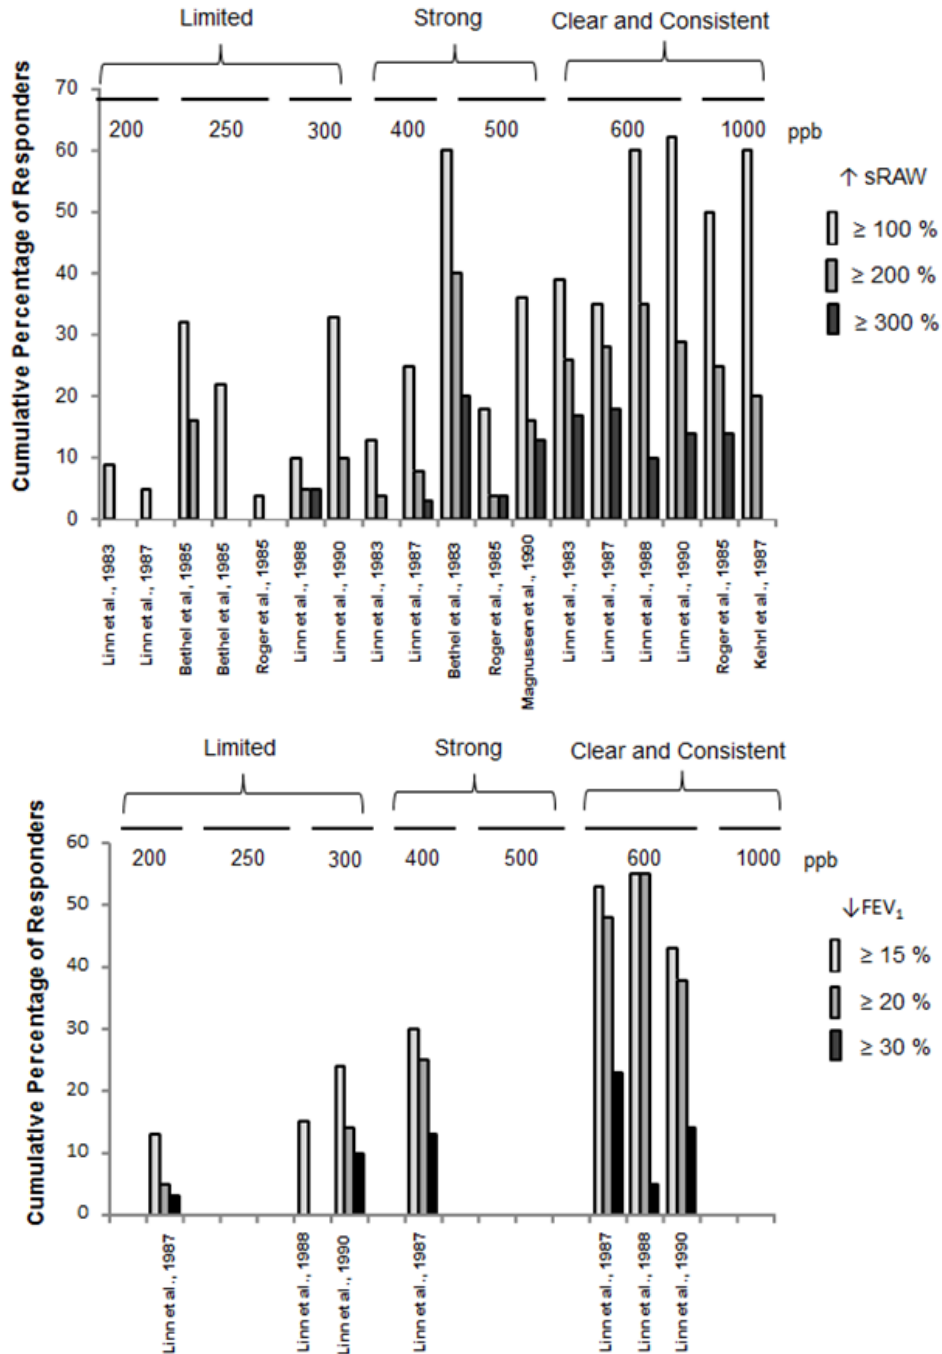 Limited Strong Clear and Consistent
70
200 250 300 400 500 600 1000 ppb
60
50
40
30
20
10
0
Cumulative Percentage of Responders
↑ sRAW
≥ 100 %
≥ 200 %
≥ 300 %
Linn et al., 1983
Linn et al., 1987
Bethel et al., 1985
Bethel et al, 1985
Roger et al., 1985
Linn et al., 1988
Linn et al., 1990
Linn et al., 1983
Linn et al., 1987
Bethel et al., 1983
Roger et al., 1985
Magnussen et al., 1990
Linn et al., 1983
Linn et al., 1987
Linn et al., 1988
Linn et al., 1990
Roger et al., 1985
Kehrl et al., 1987
Limited Strong Clear and Consistent
60
200 250 300 400 500 600 1000 ppb
50
40
30
20
10
0
Cumulative Percentage of Responders
↓FEV₁
≥ 15 %
≥ 20 %
≥ 30 %
Linn et al., 1987
Linn et al., 1988
Linn et al., 1990
Linn et al., 1987
Linn et al., 1987
Linn et al., 1988
Linn et al., 1990